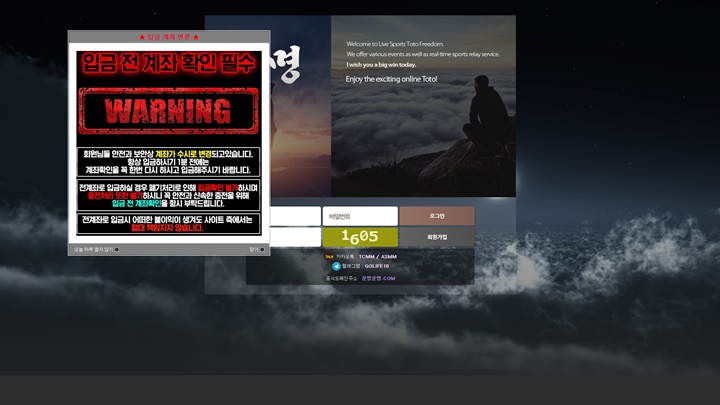 ★ 입금 계좌 변경 ★
입금 전 계좌 확인 필수
WARNING
회원님들 안전과 보안상 계좌가 수시로 변경되고있습니다.
항상 입금하시기 1분 전에는
계좌확인을 꼭 한번 다시 하시고 입금해주시기 바랍니다.
전계좌로 입금하실 경우 폐기처리로 인해 입금확인 불가하시며
충전처리 또한 불가하시니 꼭 안전과 신속한 충전을 위해
입금 전 계좌확인을 항시 부탁드립니다.
전계좌로 입금시 어떠한 불이익이 생겨도 사이트 측에서는
절대 책임지지 않습니다.
오늘 하루 열지 않기
닫기
명
Welcome to Live Sports Toto Freedom.
We offer various events as well as real-time sports relay service.
I wish you a big win today.
Enjoy the exciting online Toto!
비밀번호
로그인
1605
회원가입
TALK 카카오톡 : TCMM / ASMM
텔레그램 : GOLIFE18
공식도메인주소 : 운명운명.COM